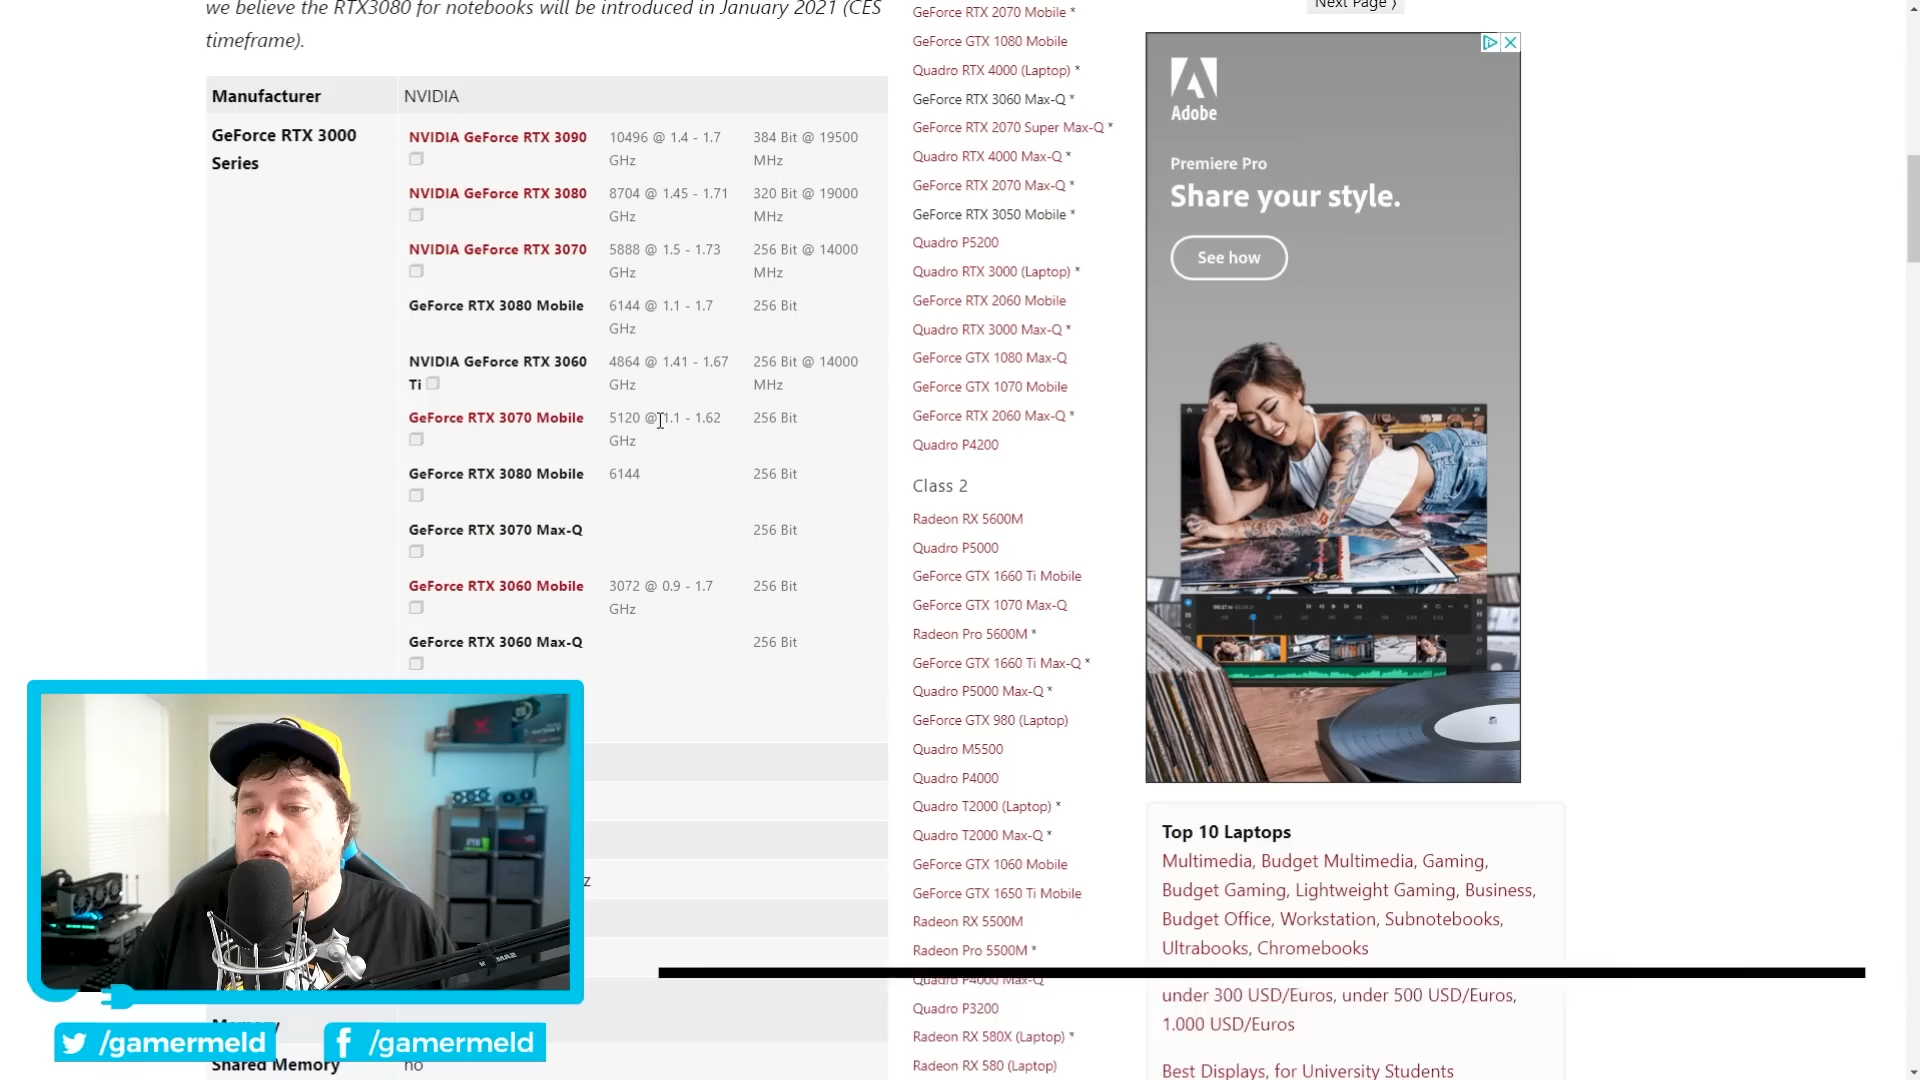 we believe the RTX3080 for notebooks will be introduced in January 2021 (CES
timeframe).
Manufacturer NVIDIA
GeForce RTX 3000
Series
NVIDIA GeForce RTX 3090 10496 @ 1.4 - 1.7 384 Bit @ 19500
GHz MHz
NVIDIA GeForce RTX 3080 8704 @ 1.45 - 1.71 320 Bit @ 19000
GHz MHz
NVIDIA GeForce RTX 3070 5888 @ 1.5 - 1.73 256 Bit @ 14000
GHz MHz
GeForce RTX 3080 Mobile 6144 @ 1.1 - 1.7 256 Bit
GHz
NVIDIA GeForce RTX 3060 4864 @ 1.41 - 1.67 256 Bit @ 14000
Ti GHz MHz
GeForce RTX 3070 Mobile 5120 @ 1.1 - 1.62 256 Bit
GHz
GeForce RTX 3080 Mobile 6144 256 Bit
GeForce RTX 3070 Max-Q 256 Bit
GeForce RTX 3060 Mobile 3072 @ 0.9 - 1.7 256 Bit
GHz
GeForce RTX 3060 Max-Q 256 Bit
z
Memory
Shared Memory no
/gamermeld /gamermeld
GeForce RTX 2070 Mobile *
GeForce GTX 1080 Mobile
Quadro RTX 4000 (Laptop) *
GeForce RTX 3060 Max-Q *
GeForce RTX 2070 Super Max-Q *
Quadro RTX 4000 Max-Q *
GeForce RTX 2070 Max-Q *
GeForce RTX 3050 Mobile *
Quadro P5200
Quadro RTX 3000 (Laptop) *
GeForce RTX 2060 Mobile
Quadro RTX 3000 Max-Q *
GeForce GTX 1080 Max-Q
GeForce GTX 1070 Mobile
GeForce RTX 2060 Max-Q *
Quadro P4200
Class 2
Radeon RX 5600M
Quadro P5000
GeForce GTX 1660 Ti Mobile
GeForce GTX 1070 Max-Q
Radeon Pro 5600M *
GeForce GTX 1660 Ti Max-Q *
Quadro P5000 Max-Q *
GeForce GTX 980 (Laptop)
Quadro M5500
Quadro P4000
Quadro T2000 (Laptop) *
Quadro T2000 Max-Q *
GeForce GTX 1060 Mobile
GeForce GTX 1650 Ti Mobile
Radeon RX 5500M
Radeon Pro 5500M *
Quadro P4000 Max-Q
Quadro P3200
Radeon RX 580X (Laptop) *
Radeon RX 580 (Laptop)
Next Page ⟩
Adobe
Premiere Pro
Share your style.
See how
Top 10 Laptops
Multimedia, Budget Multimedia, Gaming,
Budget Gaming, Lightweight Gaming, Business,
Budget Office, Workstation, Subnotebooks,
Ultrabooks, Chromebooks
under 300 USD/Euros, under 500 USD/Euros,
1.000 USD/Euros
Best Displays, for University Students